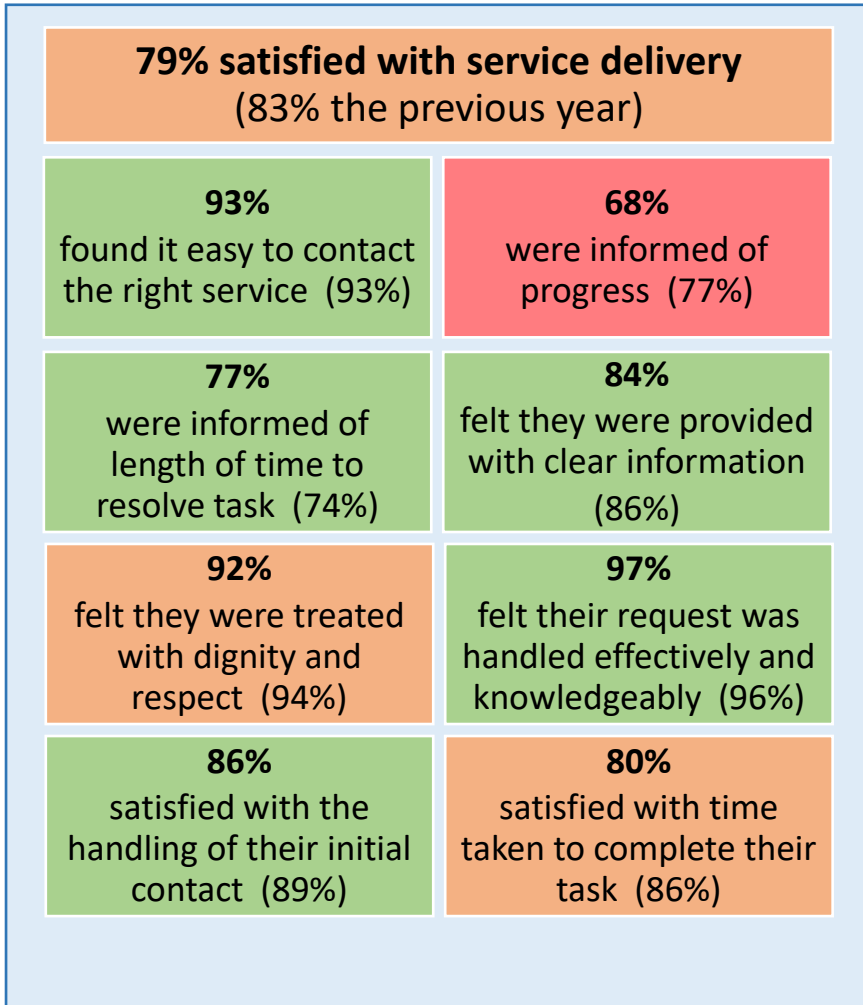 79% satisfied with service delivery
(83% the previous year)
93%
found it easy to contact
the right service (93%)
68%
were informed of
progress (77%)
77%
were informed of
length of time to
resolve task (74%)
84%
felt they were provided
with clear information
(86%)
92%
felt they were treated
with dignity and
respect (94%)
97%
felt their request was
handled effectively and
knowledgeably (96%)
86%
satisfied with the
handling of their initial
contact (89%)
80%
satisfied with time
taken to complete their
task (86%)